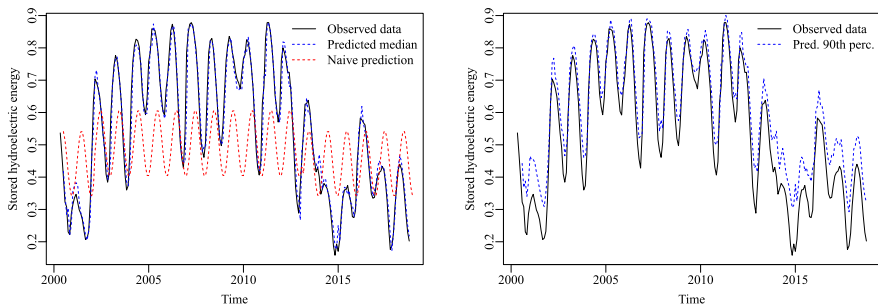 Observed data
Predicted median
Naive prediction
Stored hydroelectric energy
0.9
0.8
0.7
0.6
0.5
0.4
0.3
0.2
2000
2005
2010
2015
Time
Observed data
Pred. 90th perc.
Stored hydroelectric energy
0.9
0.8
0.7
0.6
0.5
0.4
0.3
0.2
2000
2005
2010
2015
Time